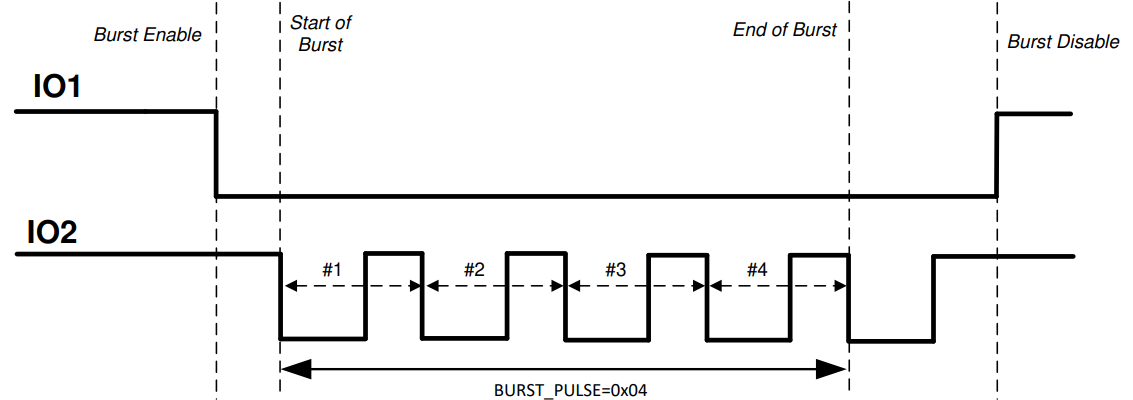 Burst Enable
Start of
Burst
End of Burst
Burst Disable
IO1
IO2
#1
#2
#3
#4
BURST_PULSE=0x04